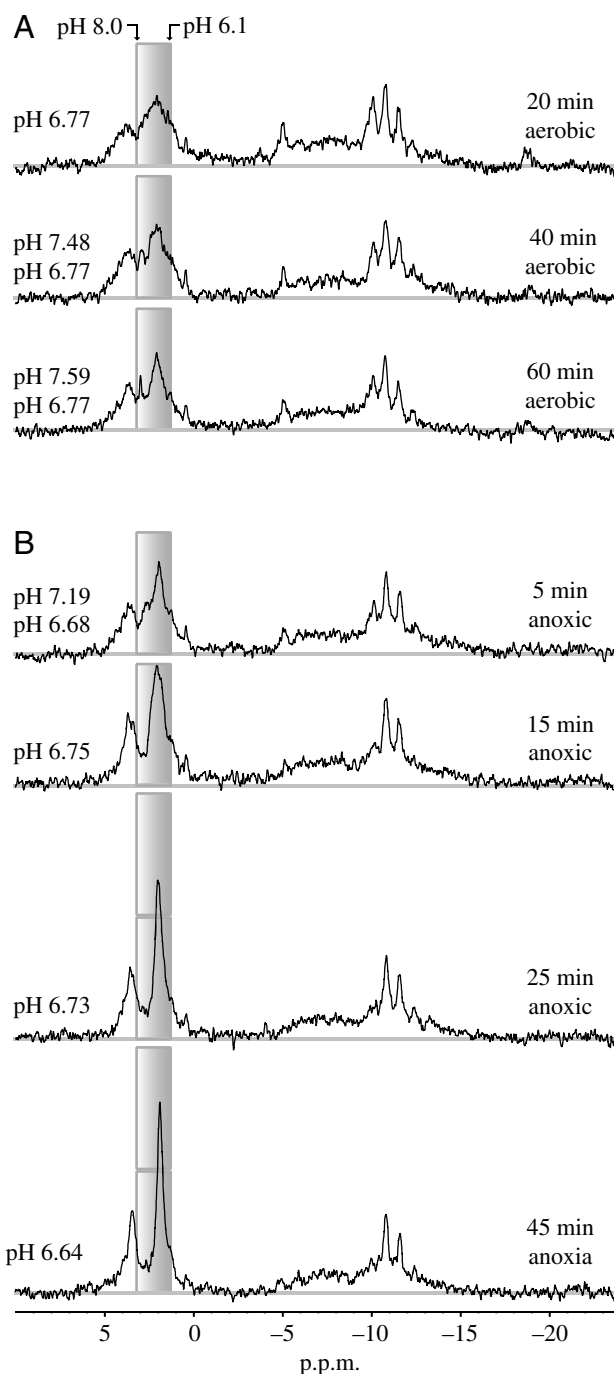 A
pH 8.0 pH 6.1
pH 6.77
20 min
aerobic
pH 7.48
pH 6.77
40 min
aerobic
pH 7.59
pH 6.77
60 min
aerobic
B
pH 7.19
pH 6.68
5 min
anoxic
pH 6.75
15 min
anoxic
pH 6.73
25 min
anoxic
pH 6.64
45 min
anoxia
5 0 –5 –10 –15 –20
p.p.m.